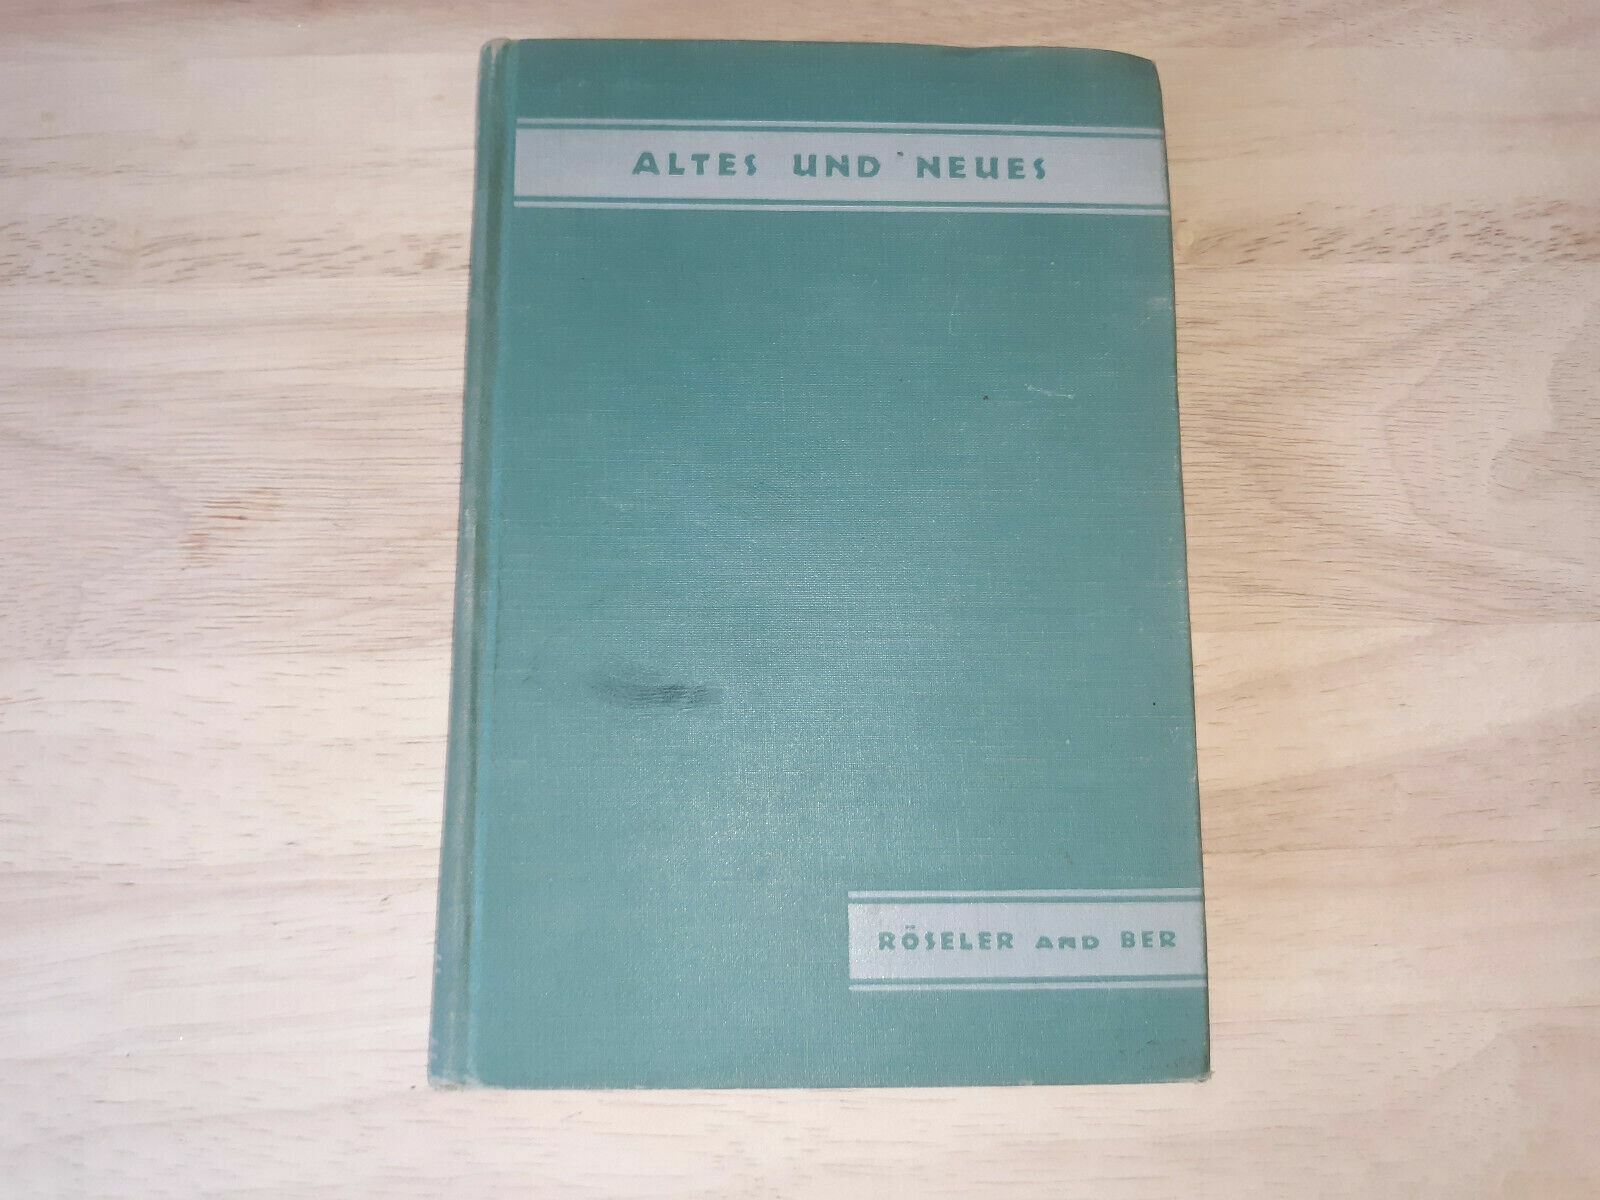 ALTES UND NEUES
RÖSELER AND BER